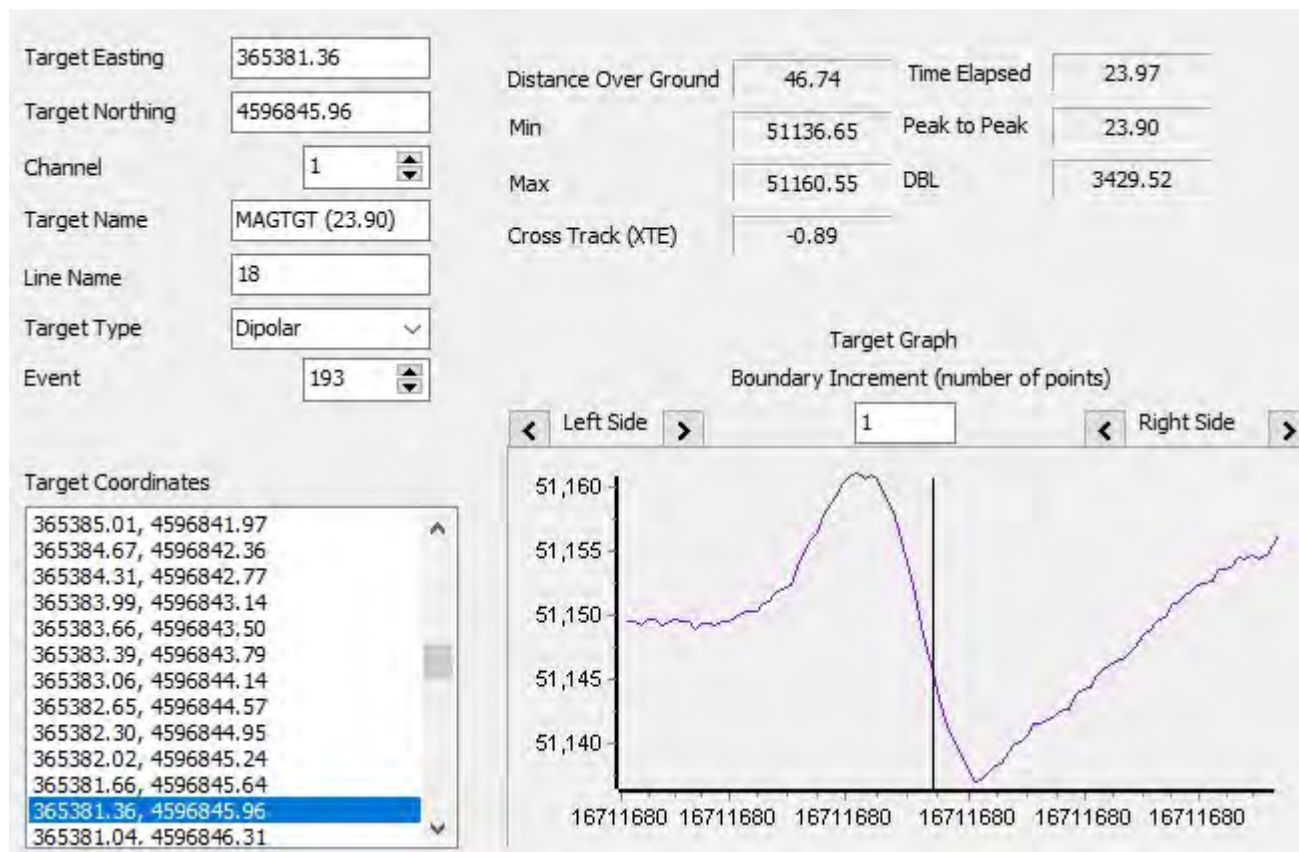 Target Easting 365381.36
Target Northing 4596845.96
Channel 1
Target Name MAGTGT (23.90)
Line Name 18
Target Type Dipolar
Event 193
Distance Over Ground 46.74 Time Elapsed 23.97
Min 51136.65 Peak to Peak 23.90
Max 51160.55 DBL 3429.52
Cross Track (XTE) -0.89
Target Coordinates
365385.01, 4596841.97
365384.67, 4596842.36
365384.31, 4596842.77
365383.99, 4596843.14
365383.66, 4596843.50
365383.39, 4596843.79
365383.06, 4596844.14
365382.65, 4596844.57
365382.30, 4596844.95
365382.02, 4596845.24
365381.66, 4596845.64
365381.36, 4596845.96
365381.04, 4596846.31
Target Graph
Boundary Increment (number of points)
< Left Side > 1 < Right Side >
51,160
51,155
51,150
51,145
51,140
16711680 16711680 16711680 16711680 16711680 16711680